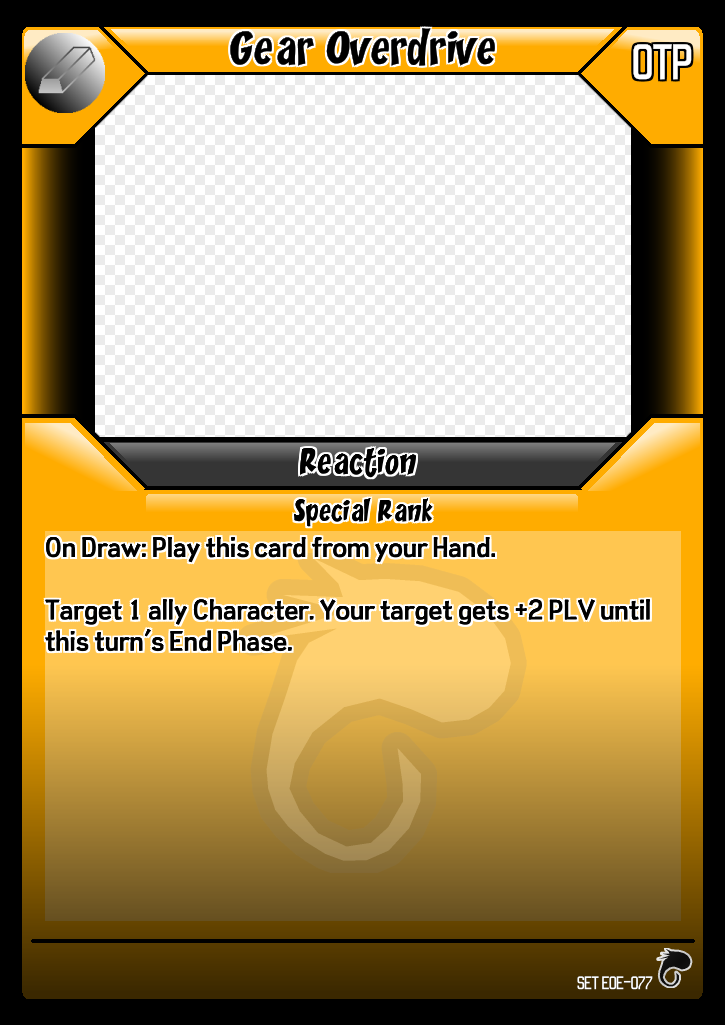 Gear Overdrive
OTP
Reaction
Special Rank
On Draw: Play this card from your Hand.
Target 1 ally Character. Your target gets +2 PLV until
this turn's End Phase.
SET EOE-077